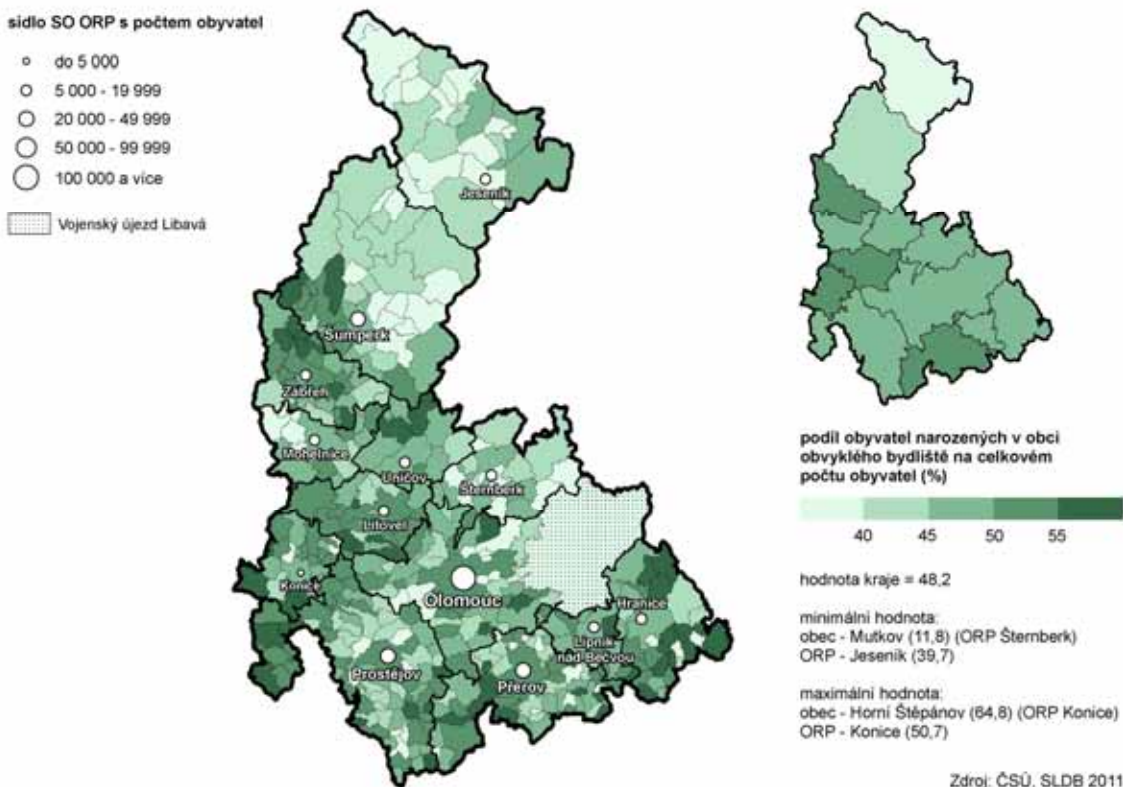 sídlo SO ORP s počtem obyvatel
do 5 000
5 000 - 19 999
20 000 - 49 999
50 000 - 99 999
100 000 a více
Vojenský újezd Libavá
Jeseník
Šumperk
Zábřeh
Mohelnice
Uničov
Šternberk
Litovel
Konice
Olomouc
Hranice
Lipník
nad Bečvou
Prostějov
Přerov
podíl obyvatel narozených v obci
obvyklého bydliště na celkovém
počtu obyvatel (%)
40 45 50 55
hodnota kraje = 48,2
minimální hodnota:
obec - Mutkov (11,8) (ORP Šternberk)
ORP - Jeseník (39,7)
maximální hodnota:
obec - Horní Štěpánov (64,8) (ORP Konice)
ORP - Konice (50,7)
Zdroj: ČSÚ, SLDB 2011